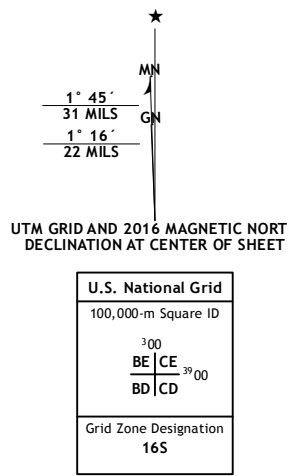 MN
1° 45´
31 MILS
GN
1° 16´
22 MILS
UTM GRID AND 2016 MAGNETIC NORT
DECLINATION AT CENTER OF SHEET
U.S. National Grid
100,000-m Square ID
³00
BE CE
³⁹00
BD CD
Grid Zone Designation
16S